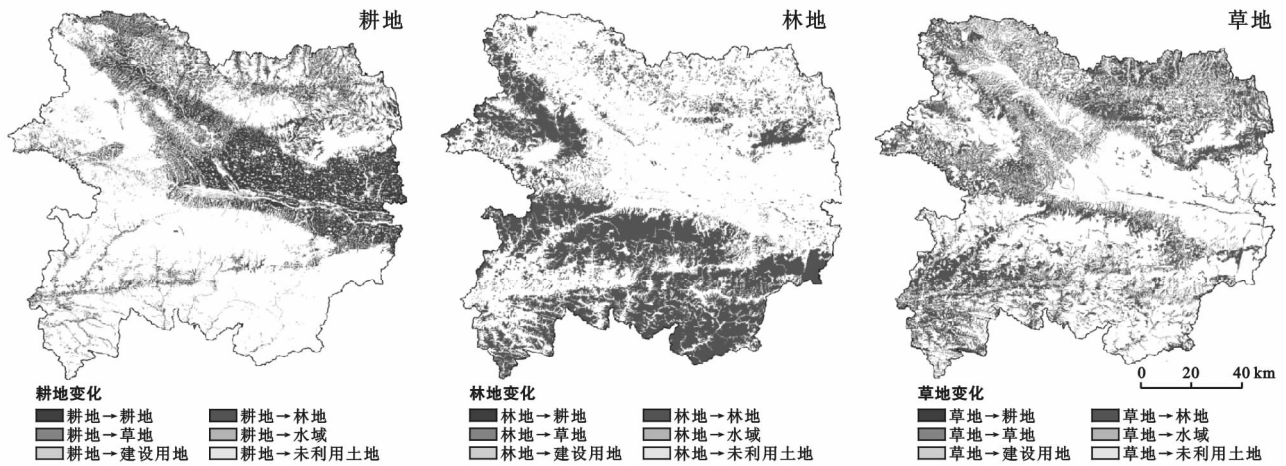 耕地
林地
草地
0 20 40 km
耕地变化
耕地→耕地 耕地→林地
耕地→草地 耕地→水域
耕地→建设用地 耕地→未利用土地
林地变化
林地→耕地 林地→林地
林地→草地 林地→水域
林地→建设用地 林地→未利用土地
草地变化
草地→耕地 草地→林地
草地→草地 草地→水域
草地→建设用地 草地→未利用土地